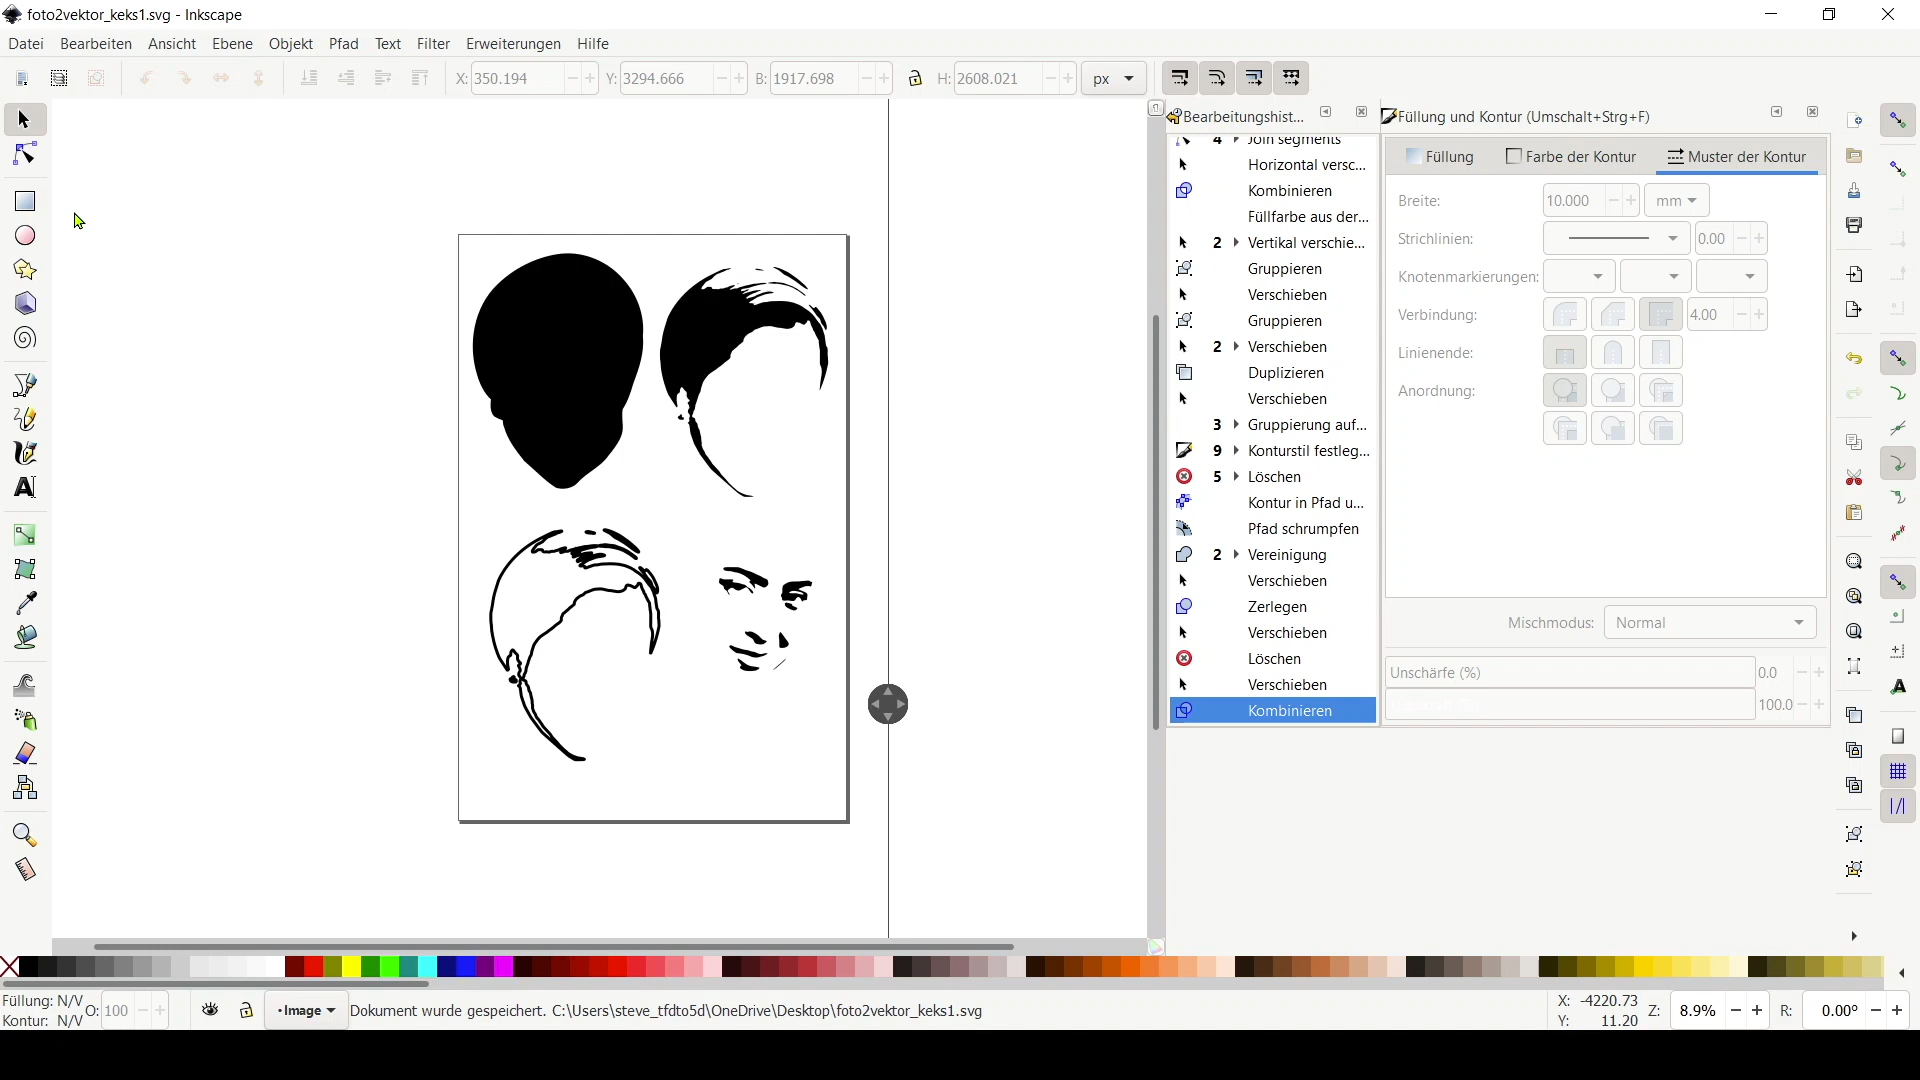 foto2vektor_keks1.svg - Inkscape
Datei Bearbeiten Ansicht Ebene Objekt Pfad Text Filter Erweiterungen Hilfe
X: 350.194 Y: 3294.666 B: 1917.698 H: 2608.021 px
Bearbeitungshist...
4 Join segments
Horizontal versc...
Kombinieren
Füllfarbe aus der...
2 Vertikal verschie...
Gruppieren
Verschieben
Gruppieren
2 Verschieben
Duplizieren
Verschieben
3 Gruppierung auf...
9 Konturstil festleg...
5 Löschen
Kontur in Pfad u...
Pfad schrumpfen
2 Vereinigung
Verschieben
Zerlegen
Verschieben
Löschen
Verschieben
Kombinieren
Füllung und Kontur (Umschalt+Strg+F)
Füllung Farbe der Kontur Muster der Kontur
Breite: 10.000 mm
Strichlinien: 0.00
Knotenmarkierungen:
Verbindung: 4.00
Linienende:
Anordnung:
Mischmodus: Normal
Unschärfe (%) 0.0
100.0
Füllung: N/V
Kontur: N/V
O: 100
•Image
Dokument wurde gespeichert. C:\Users\steve_tfdto5d\OneDrive\Desktop\foto2vektor_keks1.svg
X: -4220.73
Y: 11.20
Z: 8.9% R: 0.00°